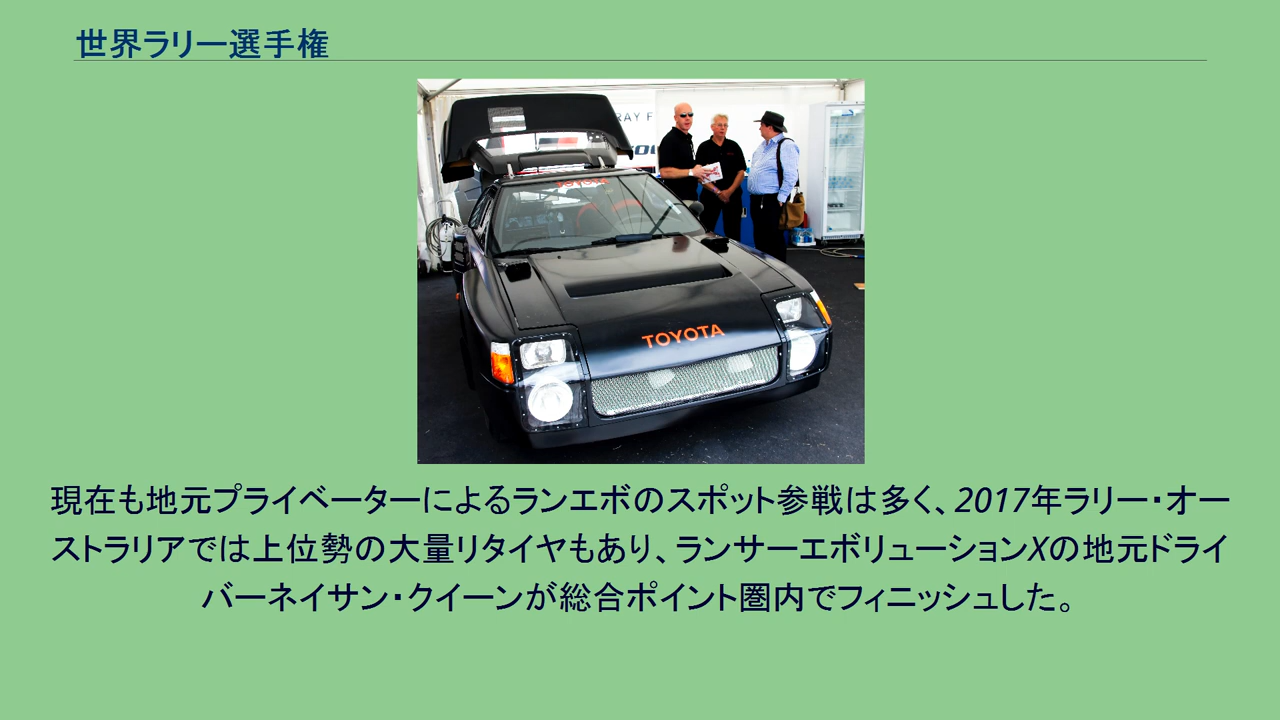 世界ラリー選手権
RAY F
TOYOTA
TOYOTA
現在も地元プライベーターによるランエボのスポット参戦は多く、2017年ラリー・オー
ストラリアでは上位勢の大量リタイヤもあり、ランサーエボリューションXの地元ドライ
バーネイサン・クイーンが総合ポイント圏内でフィニッシュした。